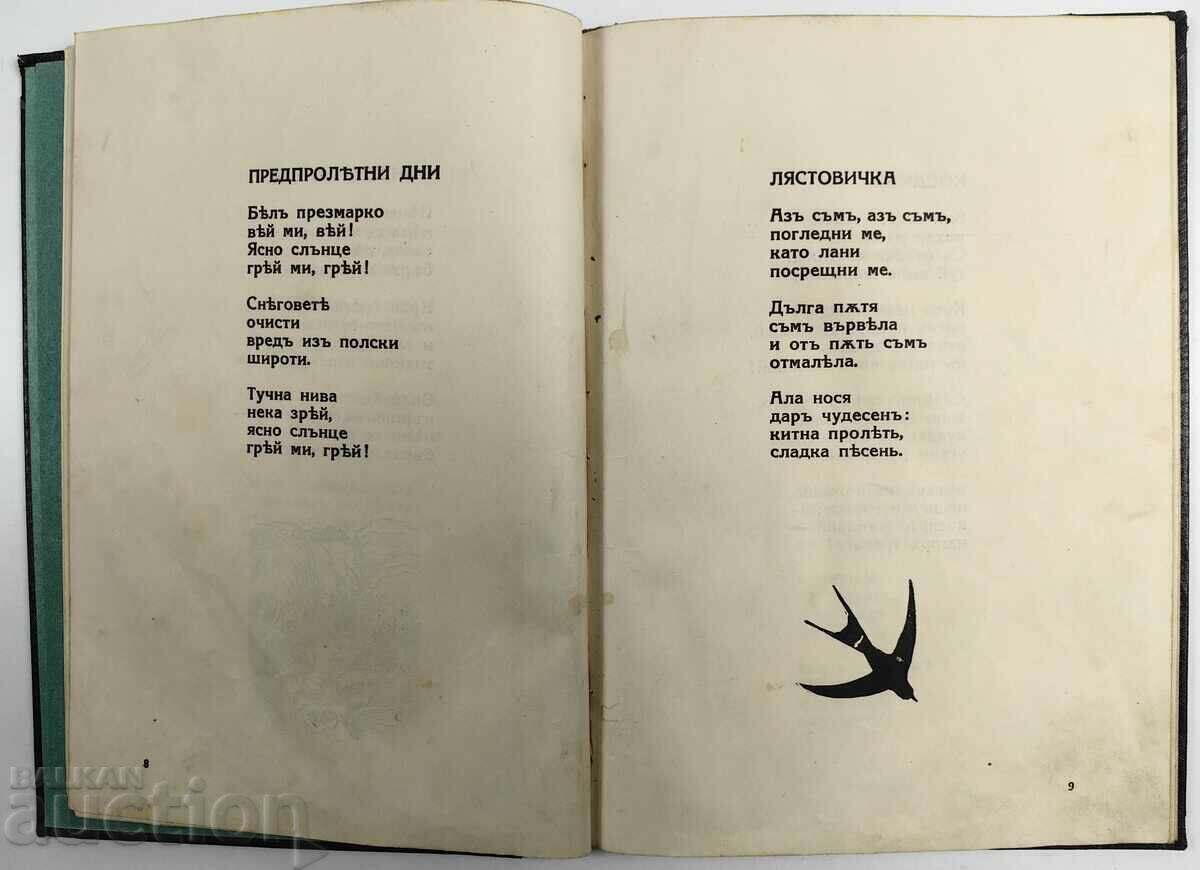 ПРЕДПРОЛѢТНИ ДНИ
Бѣлъ презмарко
вѣй ми, вѣй!
Ясно слънце
грѣй ми, грѣй!
Снѣговетѣ
очисти
вредъ изъ полски
широти.
Тучна нива
нека зрѣй,
ясно слънце
грѣй ми, грѣй!
8
ЛЯСТОВИЧКА
Азъ съмъ, азъ съмъ,
погледни ме,
като лани
посрещни ме.
Дълга пѫтя
съмъ вървѣла
и отъ пѫть съмъ
отмалѣла.
Ала нося
даръ чудесенъ:
китна пролѣть,
сладка пѣсень.
9
BALKAN
auction